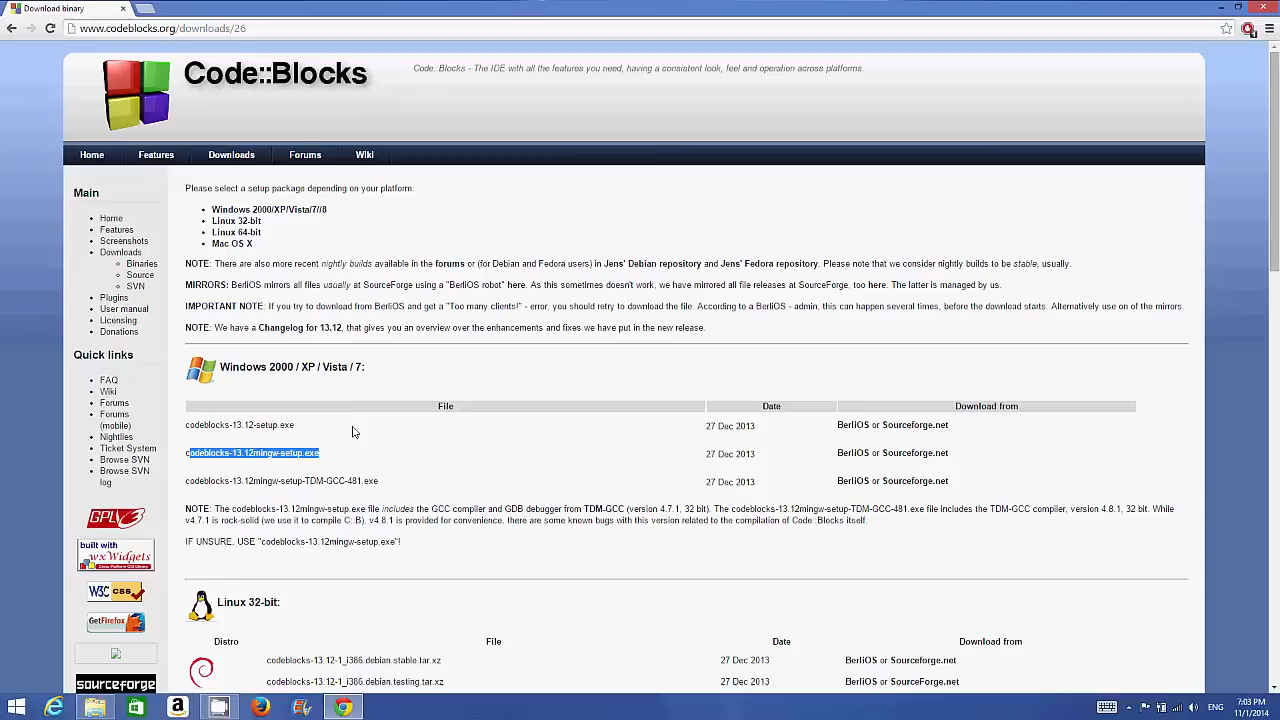 Download binary
www.codeblocks.org/downloads/26
Code::Blocks
Code::Blocks - The IDE with all the features you need, having a consistent look, feel and operation across platforms.
Home Features Downloads Forums Wiki
Main
Home
Features
Screenshots
Downloads
Binaries
Source
SVN
Plugins
User manual
Licensing
Donations
Quick links
FAQ
Wiki
Forums
Forums
(mobile)
Wishlist
Nightlies
Ticket System
Browse SVN
Browse SVN
log
GPLv3
built with
wxWidgets
Cross Platform GUI Library
W3C css
GetFirefox
sourceforge
Please select a setup package depending on your platform:
Windows 2000/XP/Vista/7//8
Linux 32-bit
Linux 64-bit
Mac OS X
NOTE: There are also more recent nightly builds available in the forums or (for Debian and Fedora users) in Jens' Debian repository and Jens' Fedora repository. Please note that we consider nightly builds to be stable, usually.
MIRRORS: BerliOS mirrors all files usually at SourceForge using a "BerliOS robot" here. As this sometimes doesn't work, we have mirrored all file releases at SourceForge, too here. The latter is managed by us.
IMPORTANT NOTE: If you try to download from BerliOS and get a "Too many clients!" - error, you should retry to download the file. According to a BerliOS - admin, this can happen several times, before the download starts. Alternatively use on of the mirrors.
NOTE: We have a Changelog for 13.12, that gives you an overview over the enhancements and fixes we have put in the new release.
Windows 2000 / XP / Vista / 7:
File Date Download from
codeblocks-13.12-setup.exe 27 Dec 2013 BerliOS or Sourceforge.net
codeblocks-13.12mingw-setup.exe 27 Dec 2013 BerliOS or Sourceforge.net
codeblocks-13.12mingw-setup-TDM-GCC-481.exe 27 Dec 2013 BerliOS or Sourceforge.net
NOTE: The codeblocks-13.12mingw-setup.exe file includes the GCC compiler and GDB debugger from TDM-GCC (version 4.7.1, 32 bit). The codeblocks-13.12mingw-setup-TDM-GCC-481.exe file includes the TDM-GCC compiler, version 4.8.1, 32 bit. While
v4.7.1 is rock-solid (we use it to compile C::B), v4.8.1 is provided for convenience, there are some known bugs with this version related to the compilation of Code::Blocks itself.
IF UNSURE, USE "codeblocks-13.12mingw-setup.exe"!
Linux 32-bit:
Distro File Date Download from
codeblocks-13.12-1_i386.debian.stable.tar.xz 27 Dec 2013 BerliOS or Sourceforge.net
codeblocks-13.12-1_i386.debian.testing.tar.xz 27 Dec 2013 BerliOS or Sourceforge.net
ENG
7:03 PM
11/1/2014